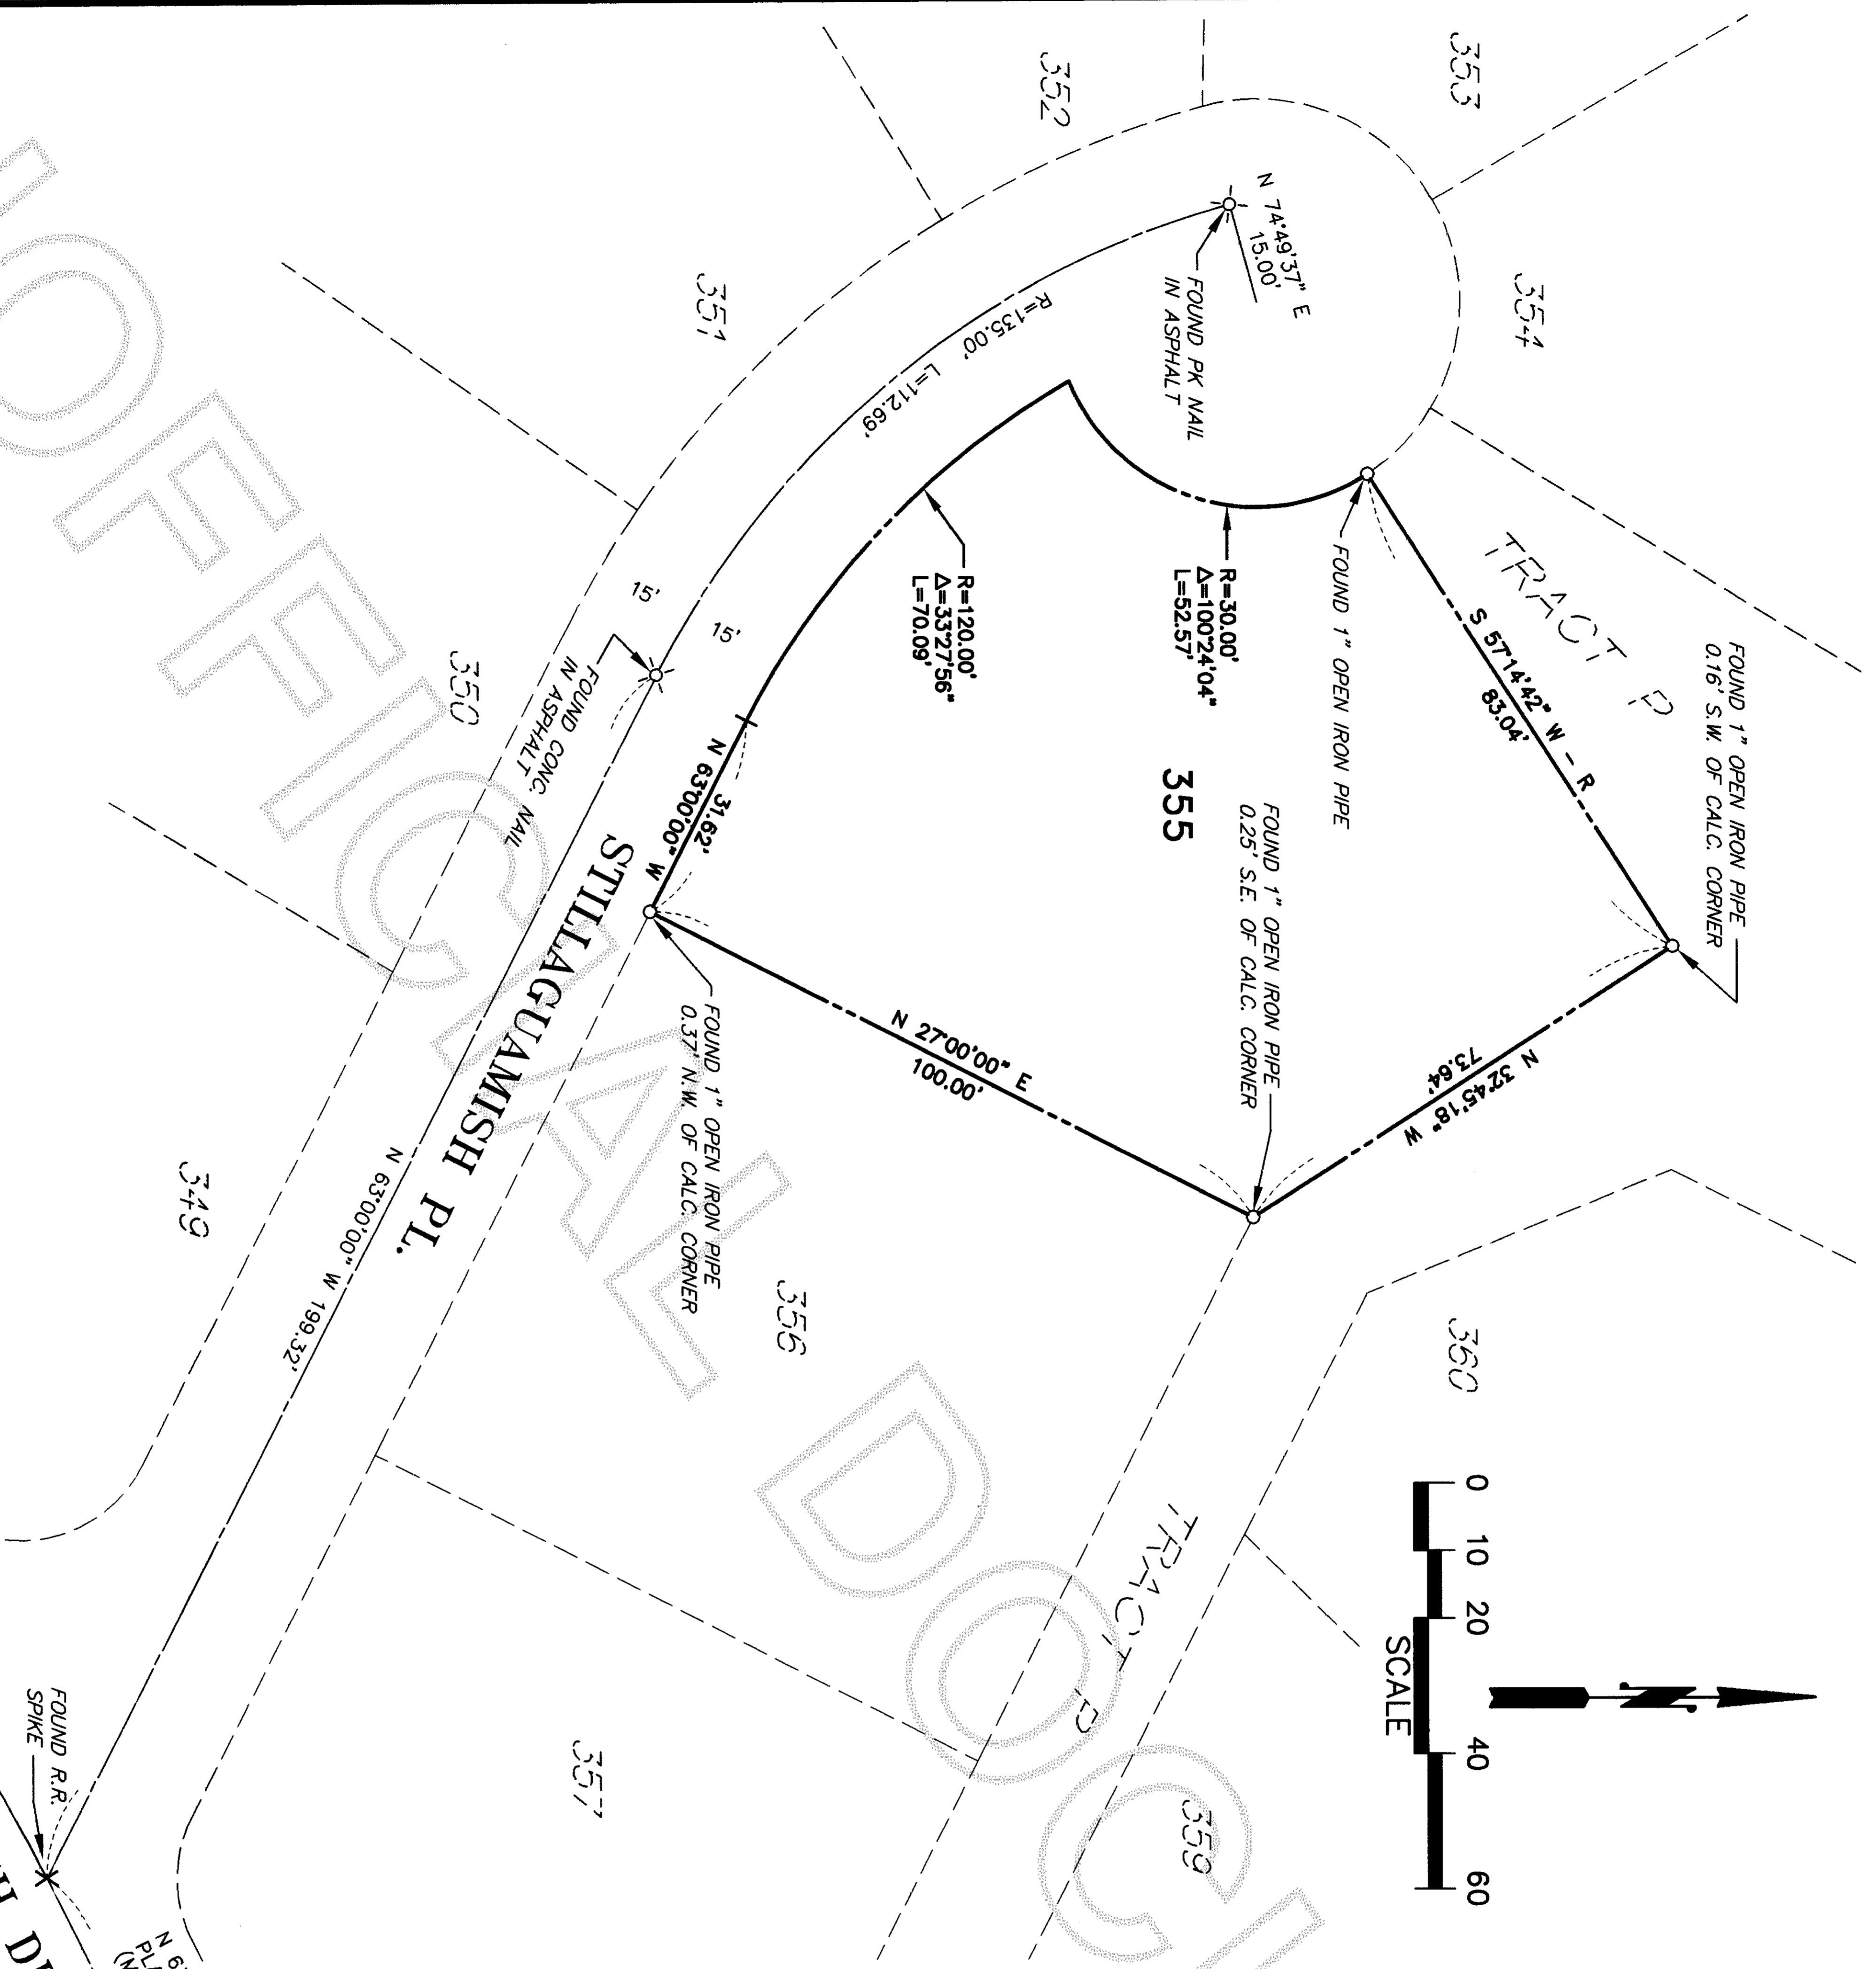 353
352
354
351
N 74°49'37" E
15.00'
FOUND PK NAIL
IN ASPHALT
R=135.00'
L=112.69'
TRACT P
FOUND 1" OPEN IRON PIPE
0.16' S.W. OF CALC. CORNER
S 57°14'42" W - R
83.04'
FOUND 1" OPEN IRON PIPE
R=30.00'
Δ=100°24'04"
L=52.57'
R=120.00'
Δ=33°27'56"
L=70.09'
15'
15'
350
FOUND CONC. NAIL
IN ASPHALT
31.62'
N 63°00'00" W
355
FOUND 1" OPEN IRON PIPE
0.25' S.E. OF CALC. CORNER
N 32°45'18" W
73.64'
N 27°00'00" E
100.00'
FOUND 1" OPEN IRON PIPE
0.37' N.W. OF CALC. CORNER
STILLAGUAMISH PL.
N 63°00'00" W 199.32'
349
356
360
TRACT P
359
357
0 10 20 40 60
SCALE
FOUND R.R.
SPIKE
OFFICIAL DOC